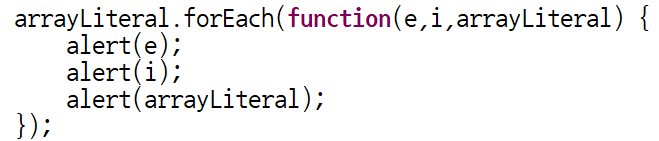 arrayLiteral.forEach(function(e,i,arrayLiteral) {
    alert(e);
    alert(i);
    alert(arrayLiteral);
});